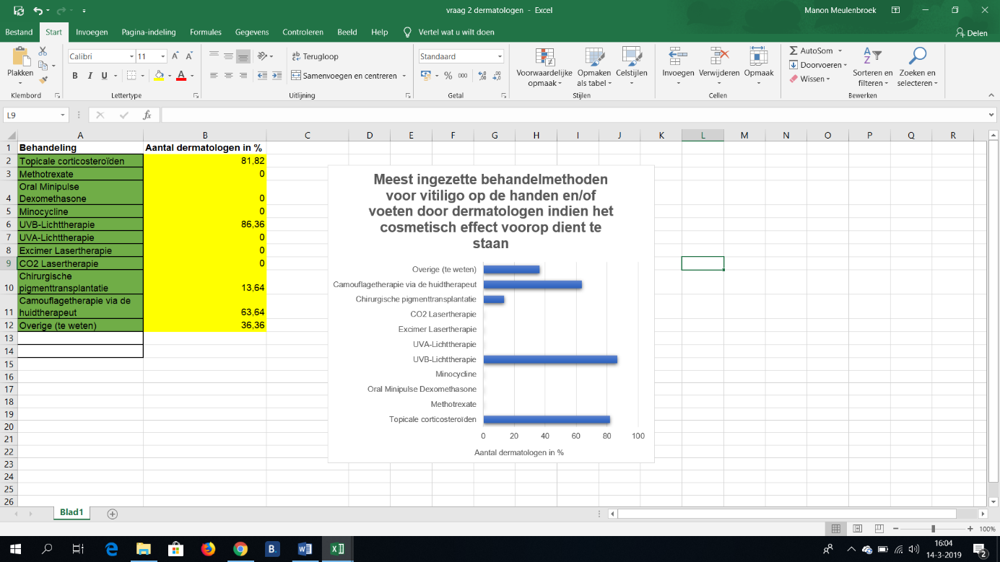 vraag 2 dermatologen - Excel
Manon Meulenbroek
Bestand Start Invoegen Pagina-indeling Formules Gegevens Controleren Beeld Help Vertel wat u wilt doen
Delen
Plakken
Klembord
Calibri 11
B I U
Lettertype
Terugloop
Samenvoegen en centreren
Uitlijning
Standaard
% 000
Getal
Voorwaardelijke opmaak
Opmaken als tabel
Celstijlen
Stijlen
Invoegen Verwijderen Opmaak
Cellen
AutoSom
Doorvoeren
Wissen
Sorteren en filteren
Zoeken en selecteren
Bewerken
L9
fx
A B C D E F G H I J K L M N O P Q R
1 Behandeling Aantal dermatologen in %
2 Topicale corticosteroïden 81,82
3 Methotrexate 0
Oral Minipulse
4 Dexomethasone 0
5 Minocycline 0
6 UVB-Lichttherapie 86,36
7 UVA-Lichttherapie 0
8 Excimer Lasertherapie 0
9 CO2 Lasertherapie 0
Chirurgische
10 pigmenttransplantatie 13,64
Camouflagetherapie via de
11 huidtherapeut 63,64
12 Overige (te weten) 36,36
13
14
15
16
17
18
19
20
21
22
23
24
25
26
Meest ingezette behandelmethoden
voor vitiligo op de handen en/of
voeten door dermatologen indien het
cosmetisch effect voorop dient te
staan
Overige (te weten)
Camouflagetherapie via de huidtherapeut
Chirurgische pigmenttransplantatie
CO2 Lasertherapie
Excimer Lasertherapie
UVA-Lichttherapie
UVB-Lichttherapie
Minocycline
Oral Minipulse Dexomethasone
Methotrexate
Topicale corticosteroïden
0 20 40 60 80 100
Aantal dermatologen in %
Blad1
100%
B.
16:04
14-3-2019
2